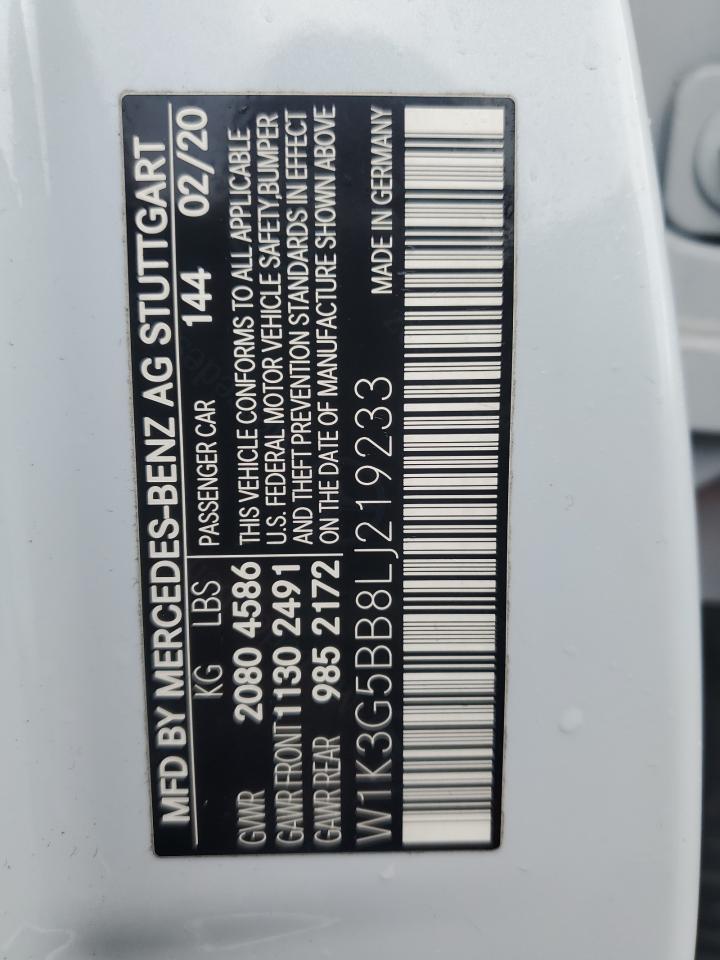 MFD BY MERCEDES-BENZ AG STUTTGART
KG LBS PASSENGER CAR 144 02/20
GVWR 2080 4586 THIS VEHICLE CONFORMS TO ALL APPLICABLE
GAWR FRONT 1130 2491 U.S. FEDERAL MOTOR VEHICLE SAFETY,BUMPER
GAWR REAR 985 2172 AND THEFT PREVENTION STANDARDS IN EFFECT
ON THE DATE OF MANUFACTURE SHOWN ABOVE
W1K3G5BB8LJ219233 MADE IN GERMANY